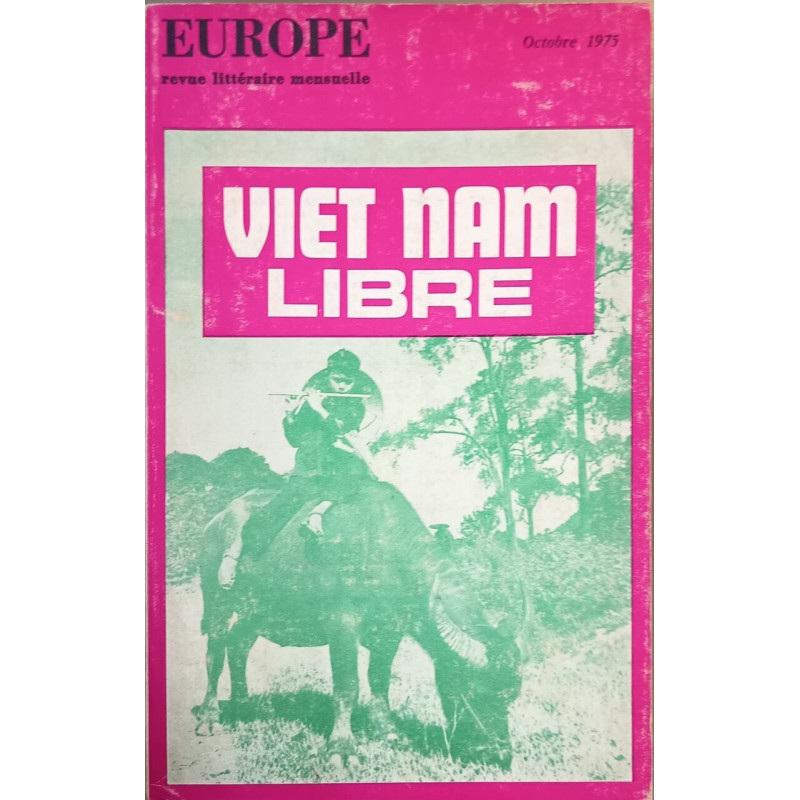 EUROPE
Octobre 1975
revue littéraire mensuelle
VIET NAM
LIBRE